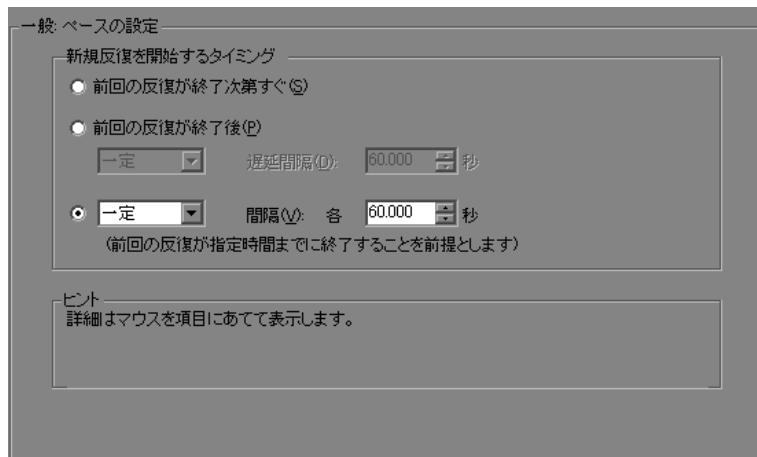 一般: ペースの設定
新規反復を開始するタイミング
前回の反復が終了次第すぐ(S)
前回の反復が終了後(P)
一定 遅延間隔(D): 60.000 秒
一定 間隔(V): 各 60.000 秒
(前回の反復が指定時間までに終了することを前提とします)
ヒント
詳細はマウスを項目にあてて表示します。